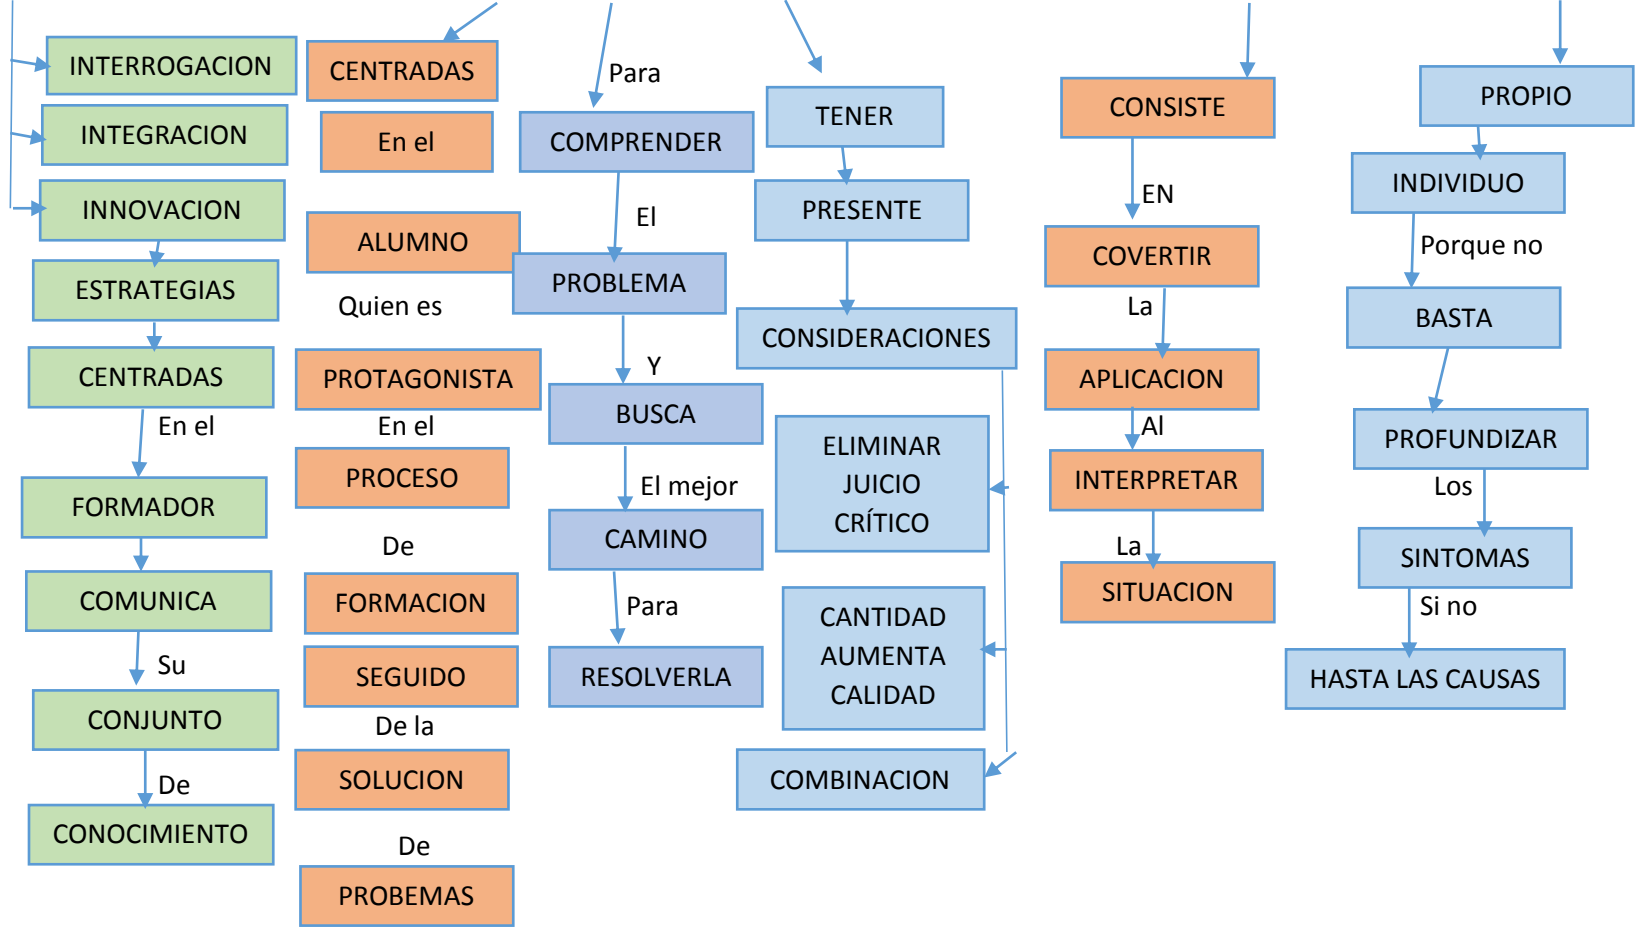 INTERROGACION
INTEGRACION
INNOVACION
ESTRATEGIAS
CENTRADAS
En el
FORMADOR
COMUNICA
Su
CONJUNTO
De
CONOCIMIENTO
CENTRADAS
En el
ALUMNO
Quien es
PROTAGONISTA
En el
PROCESO
De
FORMACION
SEGUIDO
De la
SOLUCION
De
PROBEMAS
Para
COMPRENDER
El
PROBLEMA
Y
BUSCA
El mejor
CAMINO
Para
RESOLVERLA
TENER
PRESENTE
CONSIDERACIONES
ELIMINAR
JUICIO
CRÍTICO
CANTIDAD
AUMENTA
CALIDAD
COMBINACION
CONSISTE
EN
COVERTIR
La
APLICACION
Al
INTERPRETAR
La
SITUACION
PROPIO
INDIVIDUO
Porque no
BASTA
PROFUNDIZAR
Los
SINTOMAS
Si no
HASTA LAS CAUSAS